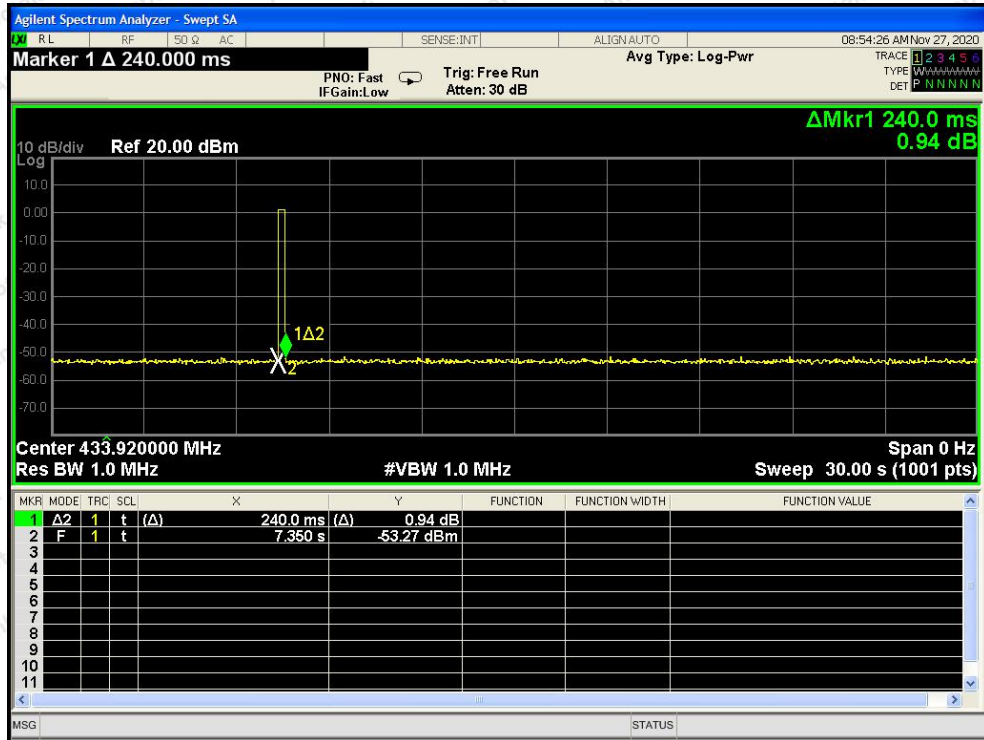 Agilent Spectrum Analyzer - Swept SA
LXI RL RF 50 Ω AC SENSE:INT ALIGNAUTO 08:54:26 AM Nov 27, 2020
Marker 1 Δ 240.000 ms
PNO: Fast
IFGain:Low
Trig: Free Run
Atten: 30 dB
Avg Type: Log-Pwr
TRACE 1 2 3 4 5 6
TYPE W
DET P N N N N N
ΔMkr1 240.0 ms
0.94 dB
10 dB/div Ref 20.00 dBm
Log
10.0
0.00
-10.0
-20.0
-30.0
-40.0
1Δ2
-50.0
2
-60.0
-70.0
Center 433.920000 MHz Span 0 Hz
Res BW 1.0 MHz #VBW 1.0 MHz Sweep 30.00 s (1001 pts)
MKR MODE TRC SCL X Y FUNCTION FUNCTION WIDTH FUNCTION VALUE
1 Δ2 1 t (Δ) 240.0 ms (Δ) 0.94 dB
2 F 1 t 7.350 s -53.27 dBm
3
4
5
6
7
8
9
10
11
MSG STATUS